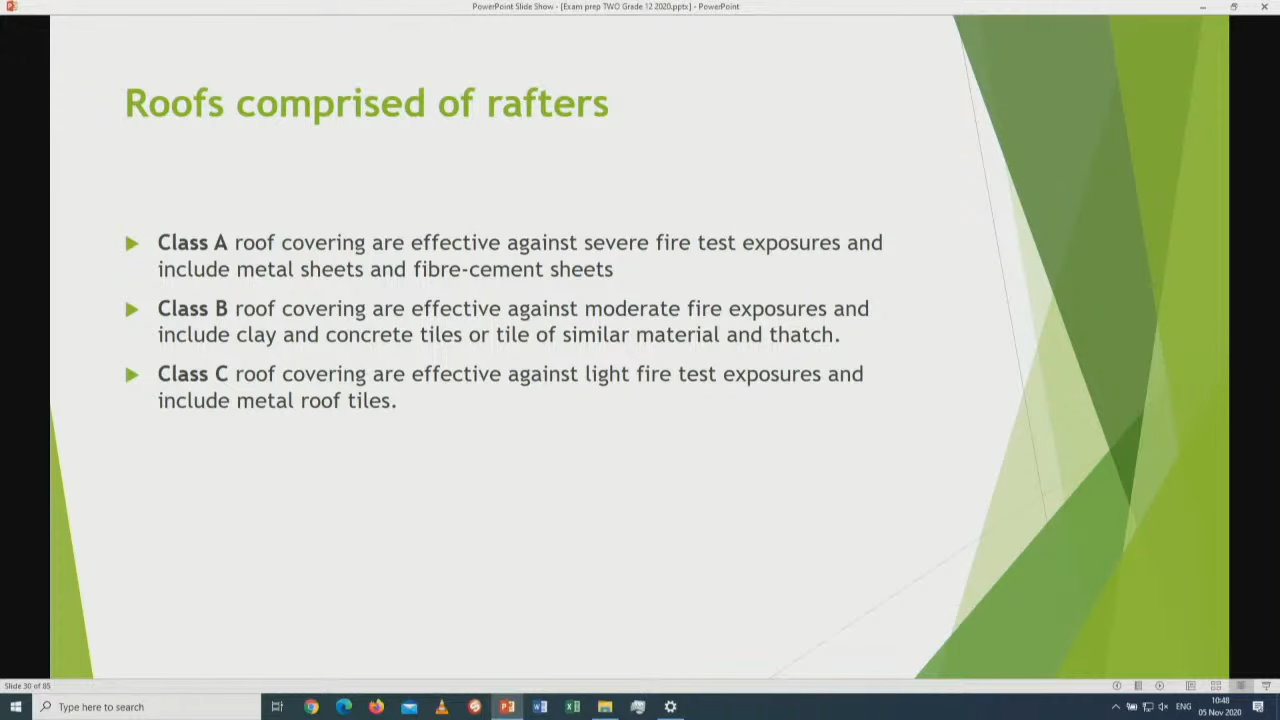 PowerPoint Slide Show - [Exam prep TWO Grade 12 2020.pptx] - PowerPoint
Roofs comprised of rafters
Class A roof covering are effective against severe fire test exposures and
include metal sheets and fibre-cement sheets
Class B roof covering are effective against moderate fire exposures and
include clay and concrete tiles or tile of similar material and thatch.
Class C roof covering are effective against light fire test exposures and
include metal roof tiles.
Slide 30 of 85
Type here to search
ENG
10:48
05 Nov 2020